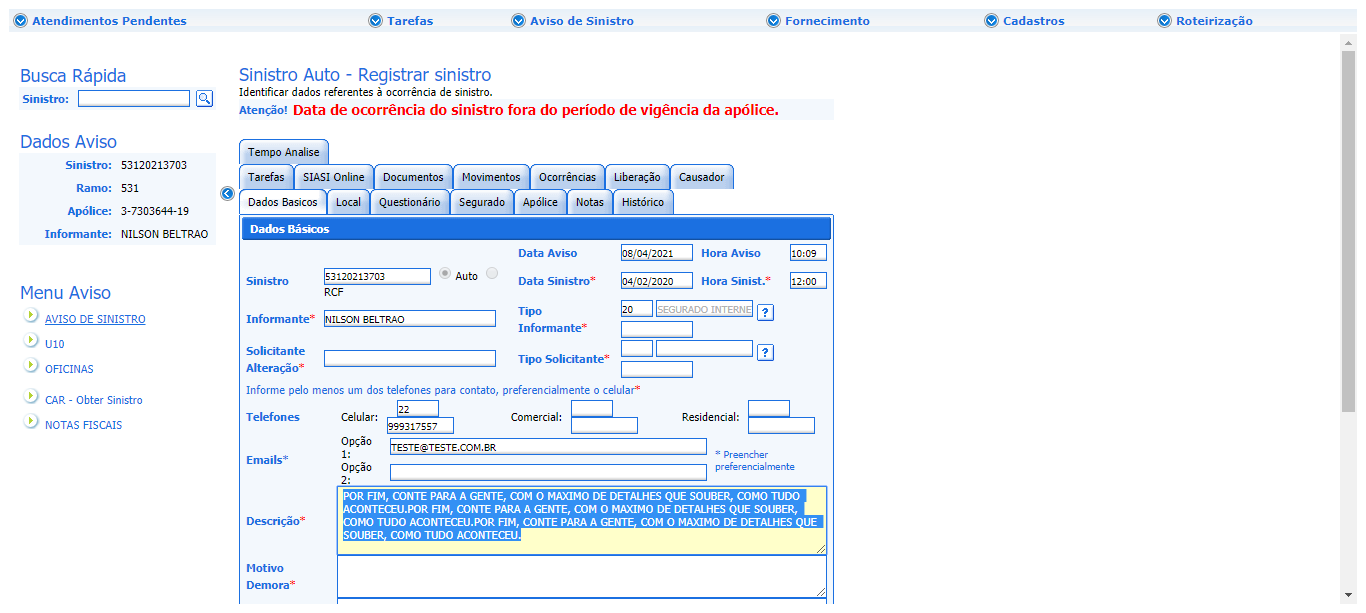 Atendimentos Pendentes Tarefas Aviso de Sinistro Fornecimento Cadastros Roteirização
Busca Rápida
Sinistro:
Dados Aviso
Sinistro: 53120213703
Ramo: 531
Apólice: 3-7303644-19
Informante: NILSON BELTRAO
Menu Aviso
AVISO DE SINISTRO
U10
OFICINAS
CAR - Obter Sinistro
NOTAS FISCAIS
Sinistro Auto - Registrar sinistro
Identificar dados referentes à ocorrência de sinistro.
Atenção! Data de ocorrência do sinistro fora do período de vigência da apólice.
Tempo Analise
Tarefas SIASI Online Documentos Movimentos Ocorrências Liberação Causador
Dados Basicos Local Questionário Segurado Apólice Notas Histórico
Dados Básicos
Data Aviso 08/04/2021 Hora Aviso 10:09
Sinistro 53120213703 Auto
RCF
Data Sinistro* 04/02/2020 Hora Sinist.* 12:00
Informante* NILSON BELTRAO
Tipo
Informante* 20 SEGURADO INTERNE ?
Solicitante
Alteração*
Tipo Solicitante* ?
Informe pelo menos um dos telefones para contato, preferencialmente o celular*
Telefones Celular: 22
999317557
Comercial: Residencial:
Emails* Opção
1: TESTE@TESTE.COM.BR
Opção
2:
* Preencher
preferencialmente
Descrição*
POR FIM, CONTE PARA A GENTE, COM O MAXIMO DE DETALHES QUE SOUBER, COMO TUDO
ACONTECEU.POR FIM, CONTE PARA A GENTE, COM O MAXIMO DE DETALHES QUE SOUBER,
COMO TUDO ACONTECEU.POR FIM, CONTE PARA A GENTE, COM O MAXIMO DE DETALHES QUE
SOUBER, COMO TUDO ACONTECEU.
Motivo
Demora*